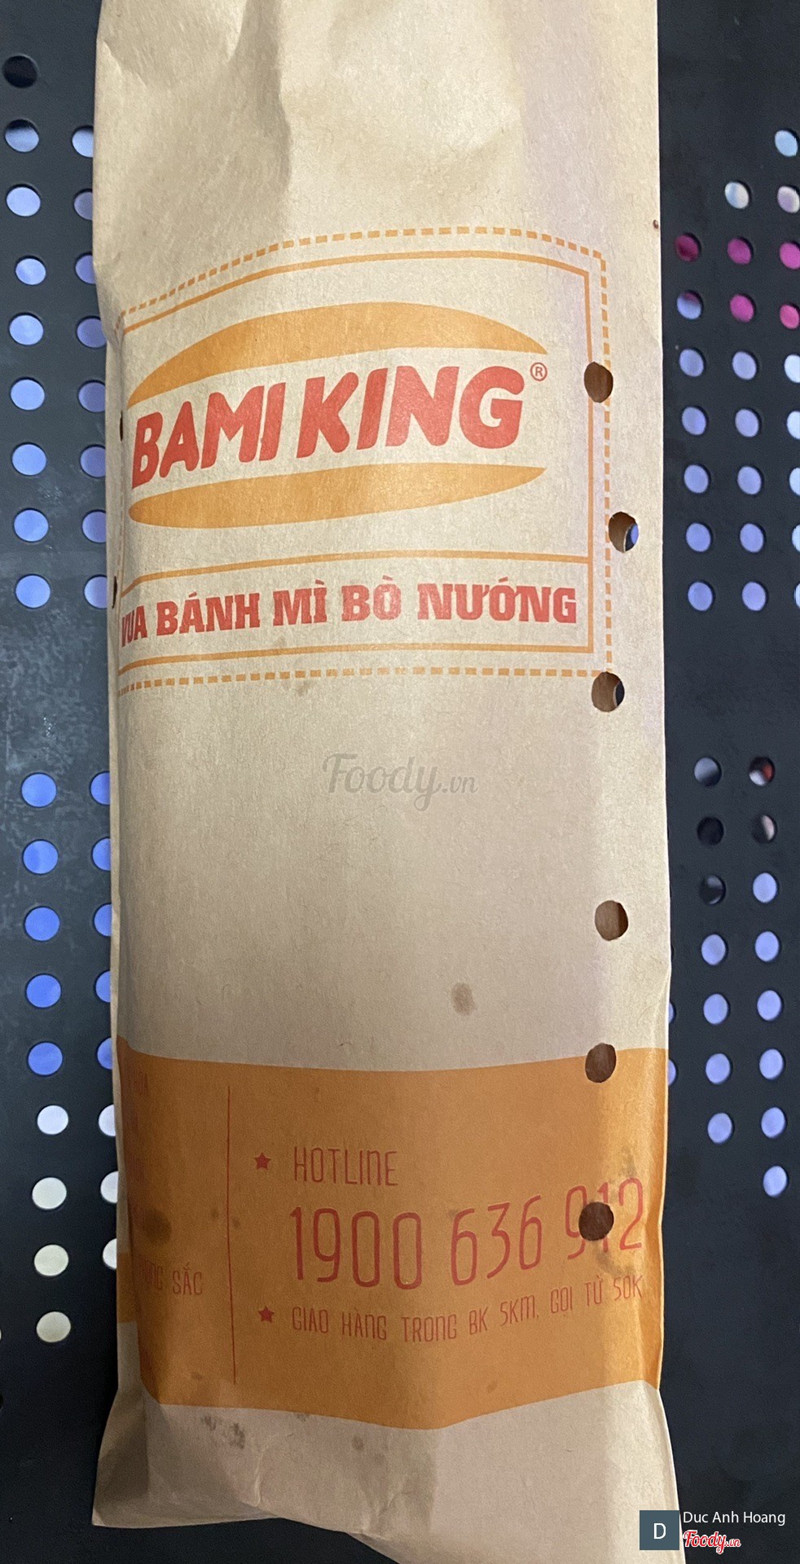 BAMI KING®
VUA BÁNH MÌ BÒ NƯỚNG
Foody.vn
HOTLINE
1900 636 912
SẮC
GIAO HÀNG TRONG BK 5KM, GỌI TỪ 50K
D
Duc Anh Hoang
Foody.vn